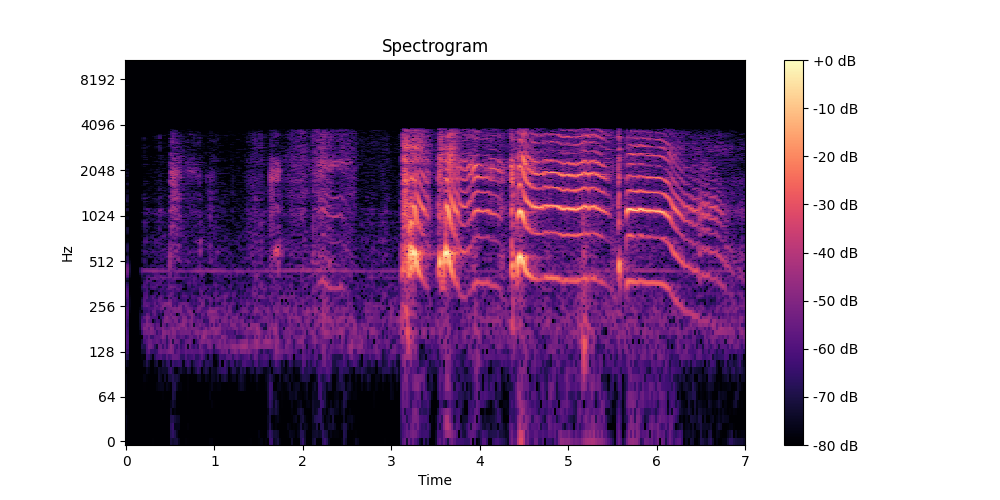 Spectrogram
8192
4096
2048
1024
512
256
128
64
0
Hz
0 1 2 3 4 5 6 7
Time
+0 dB
-10 dB
-20 dB
-30 dB
-40 dB
-50 dB
-60 dB
-70 dB
-80 dB